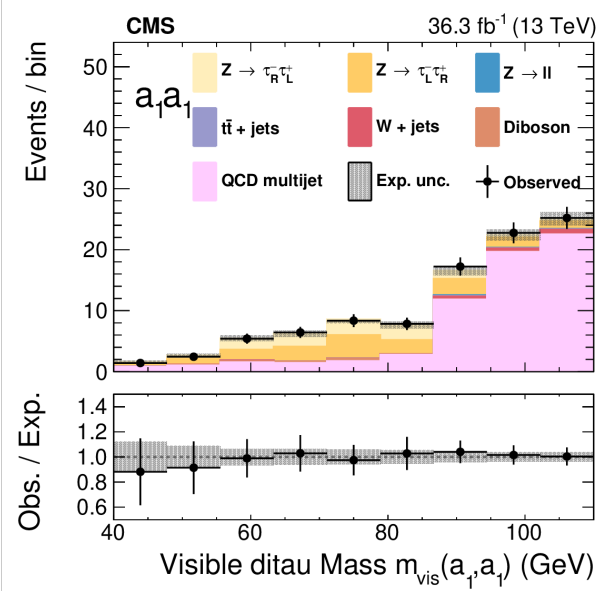 CMS 36.3 fb⁻¹ (13 TeV)
Events / bin
50
40
30
20
10
0
a₁a₁
Z → τ⁻_R τ⁺_L Z → τ⁻_L τ⁺_R Z → ll
tt̄ + jets W + jets Diboson
QCD multijet Exp. unc. Observed
Obs. / Exp.
1.4
1.2
1.0
0.8
0.6
40 60 80 100
Visible ditau Mass m_vis(a₁,a₁) (GeV)